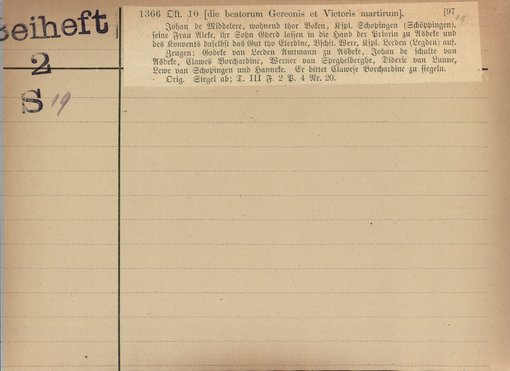 Beiheft
2
S 19
1366 Okt. 10 [die beatorum Gereonis et Victoris martirum]. [97
19
Johan de Middelere, wohnend thor Boken, Kspl. Schopingen (Schöppingen),
seine Frau Aleke, ihr Sohn Gherd lassen in die Hand der Priorin zu Asbeke und
des Konvents daselbst das Gut tho Elerdinc, Bschft. Were, Kspl. Leeden (Legden) auf.
Zeugen: Godeke van Leeden Amtmann zu Asbeke, Johan de schulte van
Asbeke, Clawes Borchardinc, Werner van Speghelberghe, Dideric van Lunne,
Lewe van Schopingen und Hanneke. Er bittet Clawese Borchardinc zu siegeln.
Orig. Siegel ab; T. III F. 2 P. 4 Nr. 20.